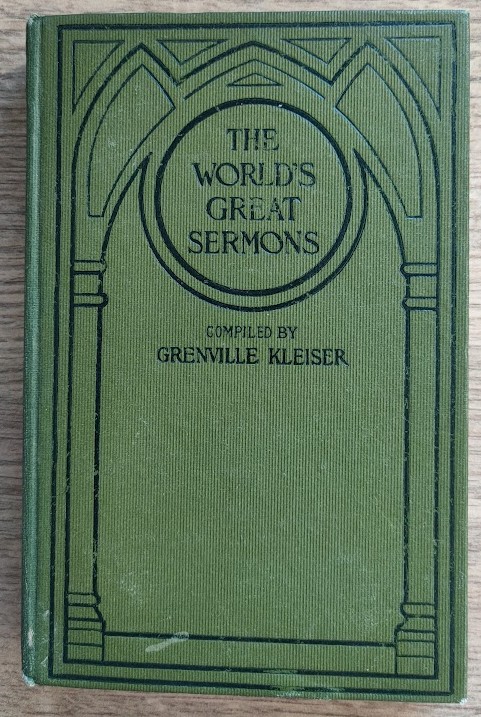 THE
WORLD'S
GREAT
SERMONS
COMPILED BY
GRENVILLE KLEISER